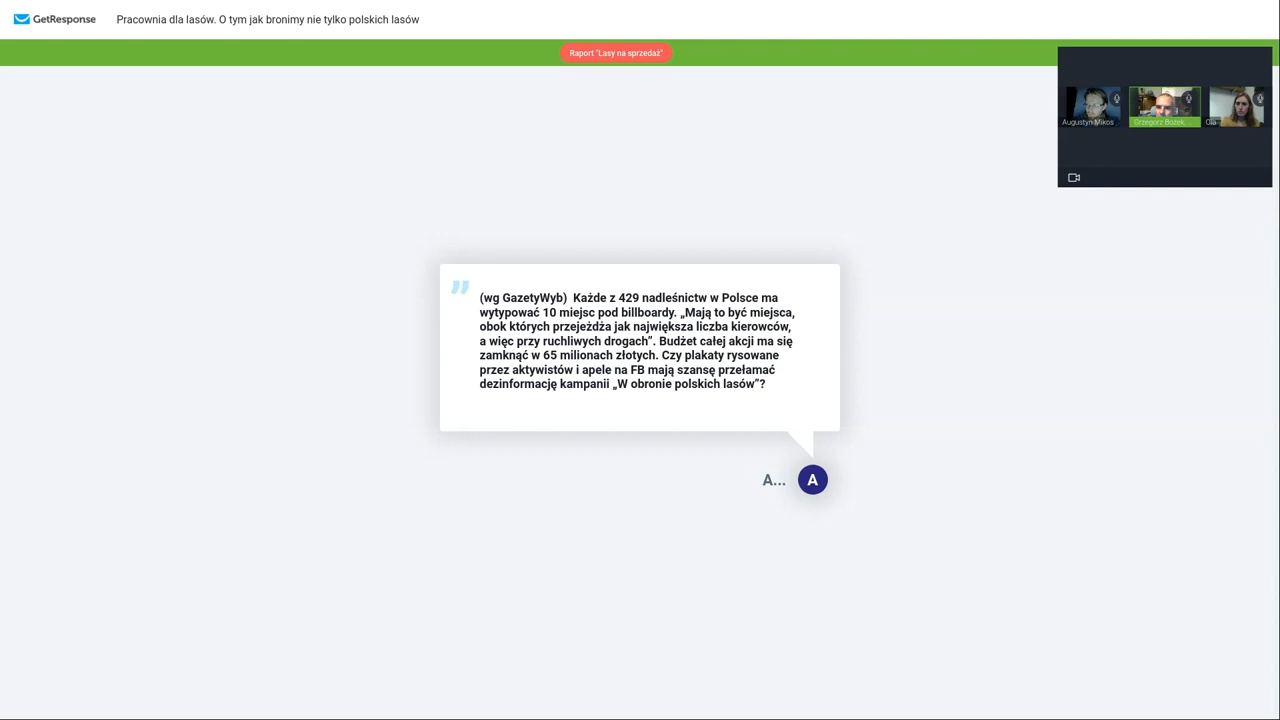 GetResponse
Pracownia dla lasów. O tym jak bronimy nie tylko polskich lasów
Raport "Lasy na sprzedaż"
Augustyn Mikos
Grzegorz Bożek, ...
Ola
(wg GazetyWyb)  Każde z 429 nadleśnictw w Polsce ma
wytypować 10 miejsc pod billboardy. „Mają to być miejsca,
obok których przejeżdża jak największa liczba kierowców,
a więc przy ruchliwych drogach”. Budżet całej akcji ma się
zamknąć w 65 milionach złotych. Czy plakaty rysowane
przez aktywistów i apele na FB mają szansę przełamać
dezinformację kampanii „W obronie polskich lasów”?
A...
A